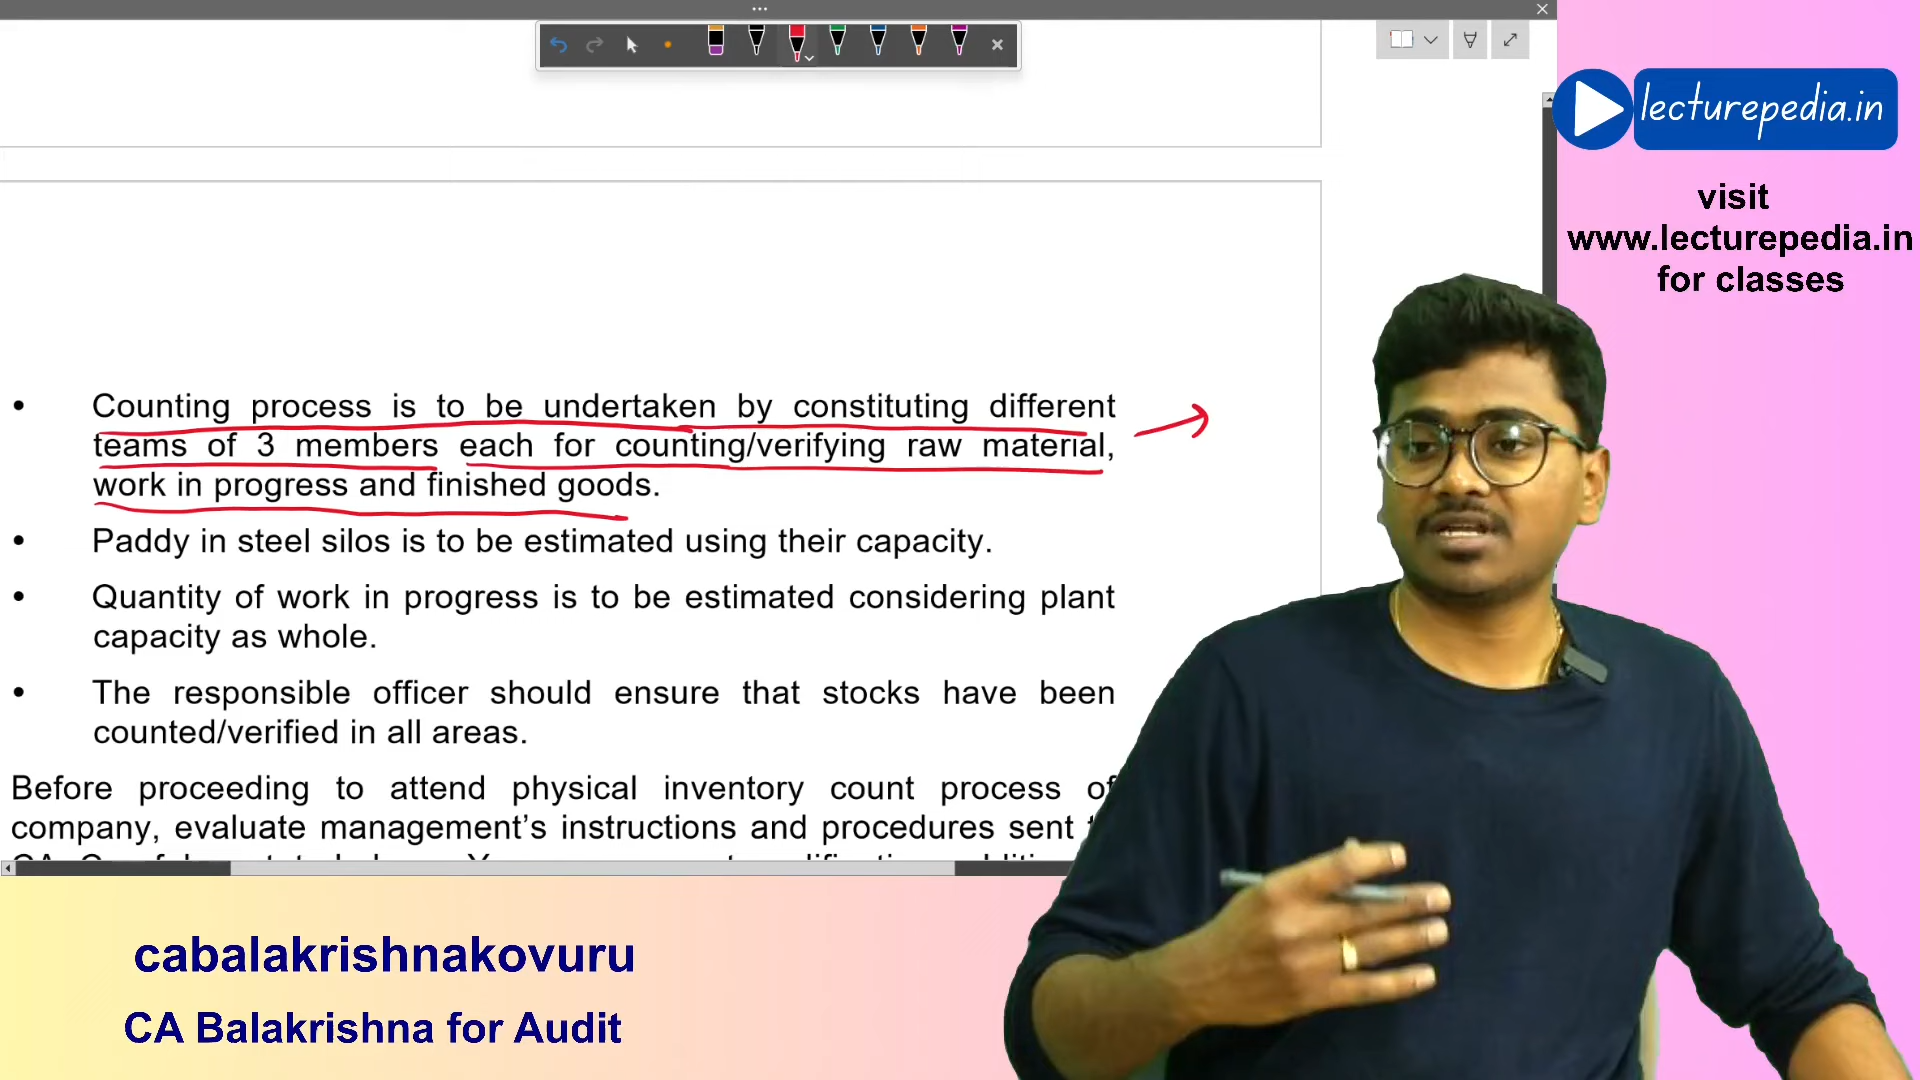 lecturepedia.in
visit
www.lecturepedia.in
for classes
• Counting process is to be undertaken by constituting different
teams of 3 members each for counting/verifying raw material,
work in progress and finished goods.
• Paddy in steel silos is to be estimated using their capacity.
• Quantity of work in progress is to be estimated considering plant
capacity as whole.
• The responsible officer should ensure that stocks have been
counted/verified in all areas.
Before proceeding to attend physical inventory count process of
company, evaluate management's instructions and procedures sent
cabalakrishnakovuru
CA Balakrishna for Audit